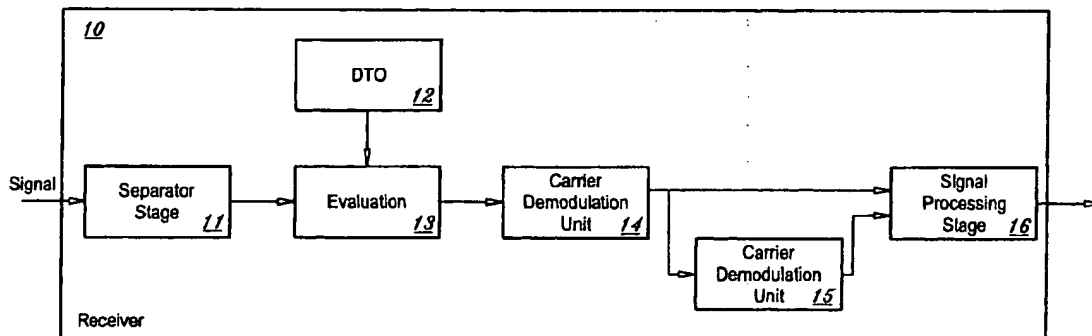 10
DTO
12
Signal
Separator
Stage
11
Evaluation
13
Carrier
Demodulation
Unit
14
Signal
Processing
Stage
16
Carrier
Demodulation
Unit
15
Receiver